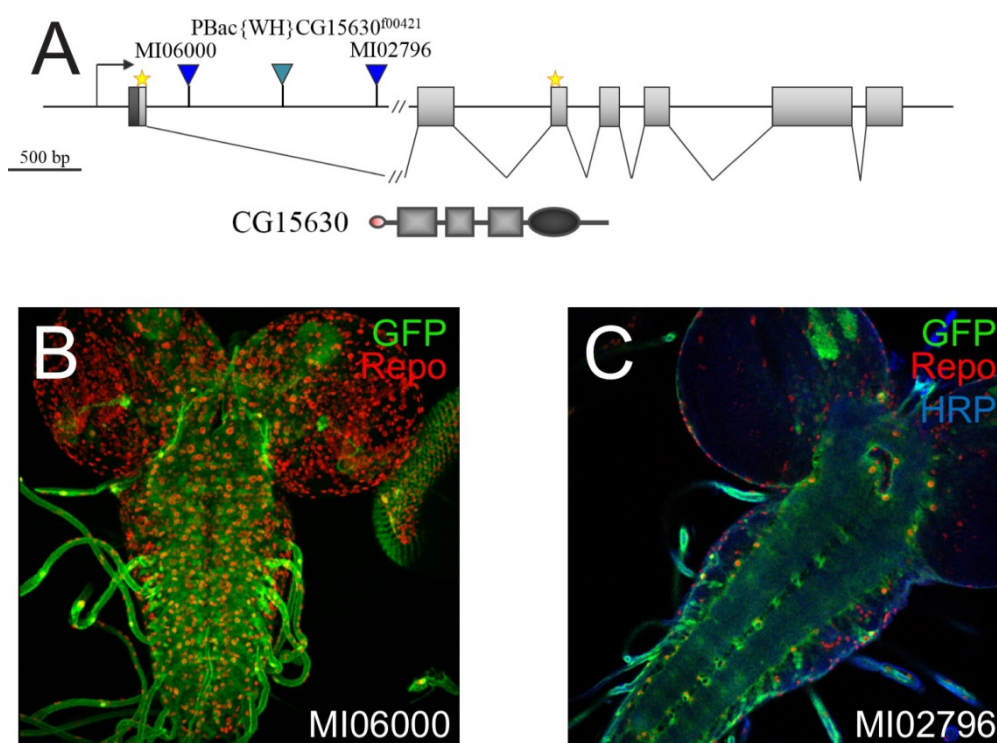 A
PBac{WH}CG15630f00421
MI06000
MI02796
//
500 bp
//
CG15630
B
GFP
Repo
MI06000
C
GFP
Repo
HRP
MI02796